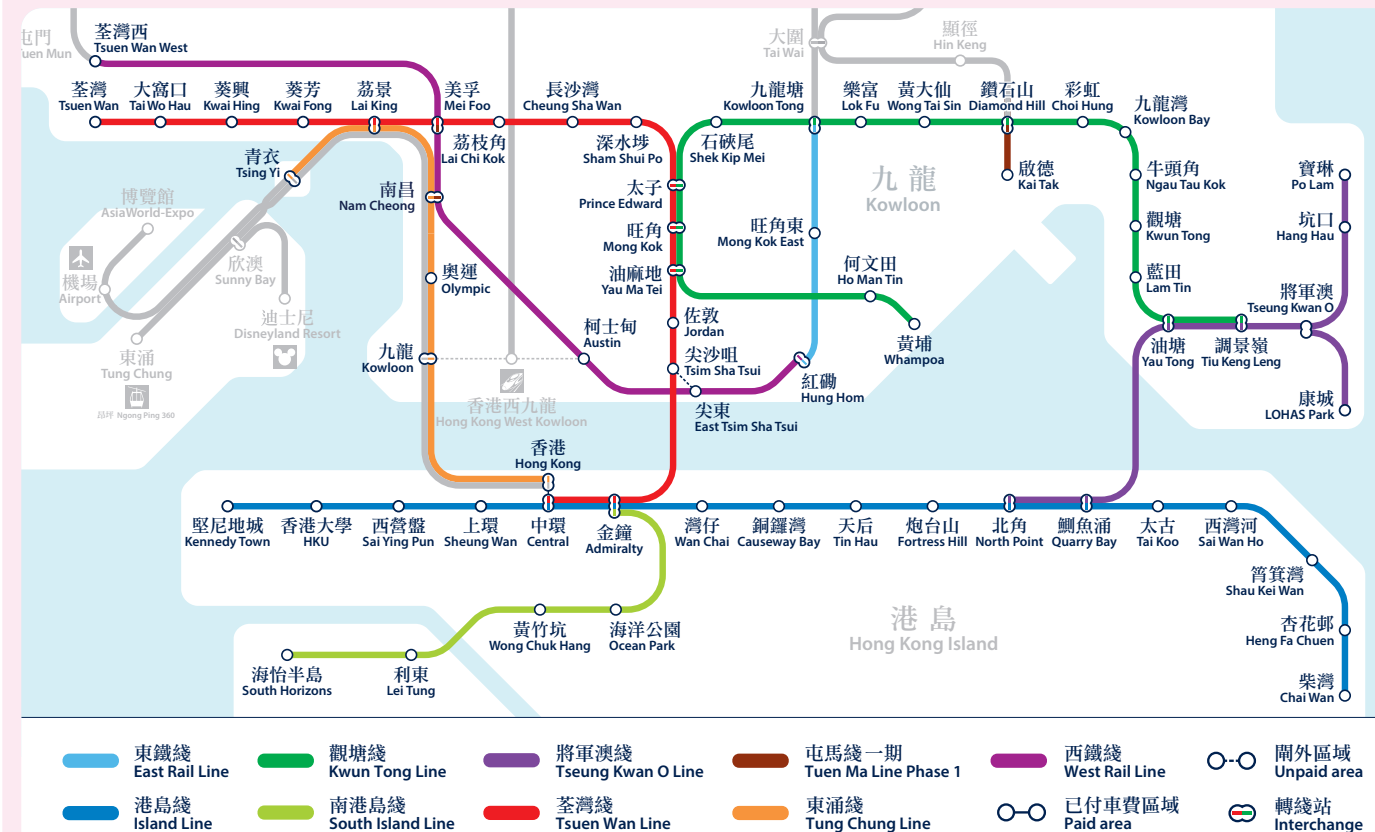 屯門
Tuen Mun
荃灣西
Tsuen Wan West
荃灣
Tsuen Wan
大窩口
Tai Wo Hau
葵興
Kwai Hing
葵芳
Kwai Fong
荔景
Lai King
美孚
Mei Foo
荔枝角
Lai Chi Kok
長沙灣
Cheung Sha Wan
深水埗
Sham Shui Po
石硤尾
Shek Kip Mei
九龍塘
Kowloon Tong
大圍
Tai Wai
顯徑
Hin Keng
樂富
Lok Fu
黃大仙
Wong Tai Sin
鑽石山
Diamond Hill
彩虹
Choi Hung
九龍灣
Kowloon Bay
青衣
Tsing Yi
南昌
Nam Cheong
太子
Prince Edward
旺角
Mong Kok
油麻地
Yau Ma Tei
旺角東
Mong Kok East
九龍
Kowloon
啟德
Kai Tak
牛頭角
Ngau Tau Kok
觀塘
Kwun Tong
藍田
Lam Tin
寶琳
Po Lam
坑口
Hang Hau
將軍澳
Tseung Kwan O
博覽館
AsiaWorld-Expo
機場
Airport
欣澳
Sunny Bay
迪士尼
Disneyland Resort
東涌
Tung Chung
昂坪 Ngong Ping 360
奧運
Olympic
九龍
Kowloon
柯士甸
Austin
香港西九龍
Hong Kong West Kowloon
佐敦
Jordan
尖沙咀
Tsim Sha Tsui
尖東
East Tsim Sha Tsui
紅磡
Hung Hom
何文田
Ho Man Tin
黃埔
Whampoa
油塘
Yau Tong
調景嶺
Tiu Keng Leng
康城
LOHAS Park
香港
Hong Kong
堅尼地城
Kennedy Town
香港大學
HKU
西營盤
Sai Ying Pun
上環
Sheung Wan
中環
Central
金鐘
Admiralty
灣仔
Wan Chai
銅鑼灣
Causeway Bay
天后
Tin Hau
炮台山
Fortress Hill
北角
North Point
鰂魚涌
Quarry Bay
太古
Tai Koo
西灣河
Sai Wan Ho
筲箕灣
Shau Kei Wan
杏花邨
Heng Fa Chuen
柴灣
Chai Wan
黃竹坑
Wong Chuk Hang
海洋公園
Ocean Park
海怡半島
South Horizons
利東
Lei Tung
港島
Hong Kong Island
東鐵綫
East Rail Line
觀塘綫
Kwun Tong Line
將軍澳綫
Tseung Kwan O Line
屯馬綫一期
Tuen Ma Line Phase 1
西鐵綫
West Rail Line
閘外區域
Unpaid area
港島綫
Island Line
南港島綫
South Island Line
荃灣綫
Tsuen Wan Line
東涌綫
Tung Chung Line
已付車費區域
Paid area
轉綫站
Interchange